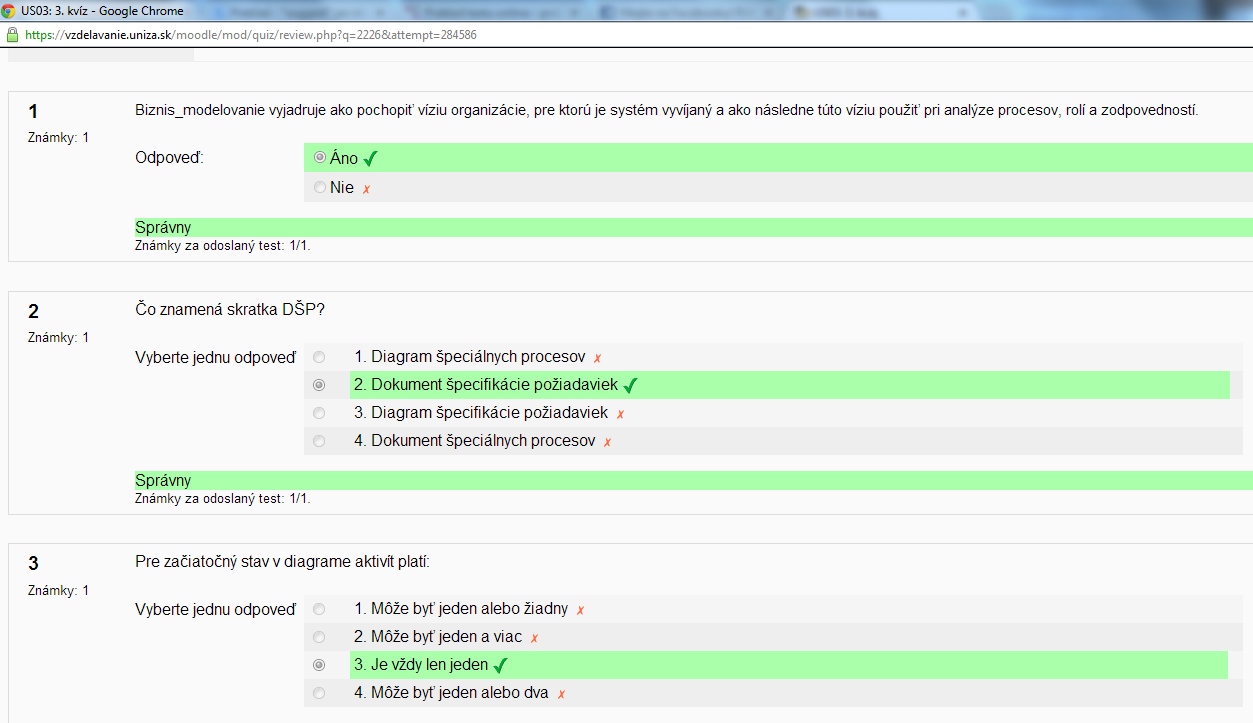 US03: 3. kvíz - Google Chrome
https://vzdelavanie.uniza.sk/moodle/mod/quiz/review.php?q=2226&attempt=284586
1
Biznis_modelovanie vyjadruje ako pochopiť víziu organizácie, pre ktorú je systém vyvíjaný a ako následne túto víziu použiť pri analýze procesov, rolí a zodpovedností.
Známky: 1
Odpoveď:
Áno
Nie
Správny
Známky za odoslaný test: 1/1.
2
Čo znamená skratka DŠP?
Známky: 1
Vyberte jednu odpoveď
1. Diagram špeciálnych procesov
2. Dokument špecifikácie požiadaviek
3. Diagram špecifikácie požiadaviek
4. Dokument špeciálnych procesov
Správny
Známky za odoslaný test: 1/1.
3
Pre začiatočný stav v diagrame aktivít platí:
Známky: 1
Vyberte jednu odpoveď
1. Môže byť jeden alebo žiadny
2. Môže byť jeden a viac
3. Je vždy len jeden
4. Môže byť jeden alebo dva